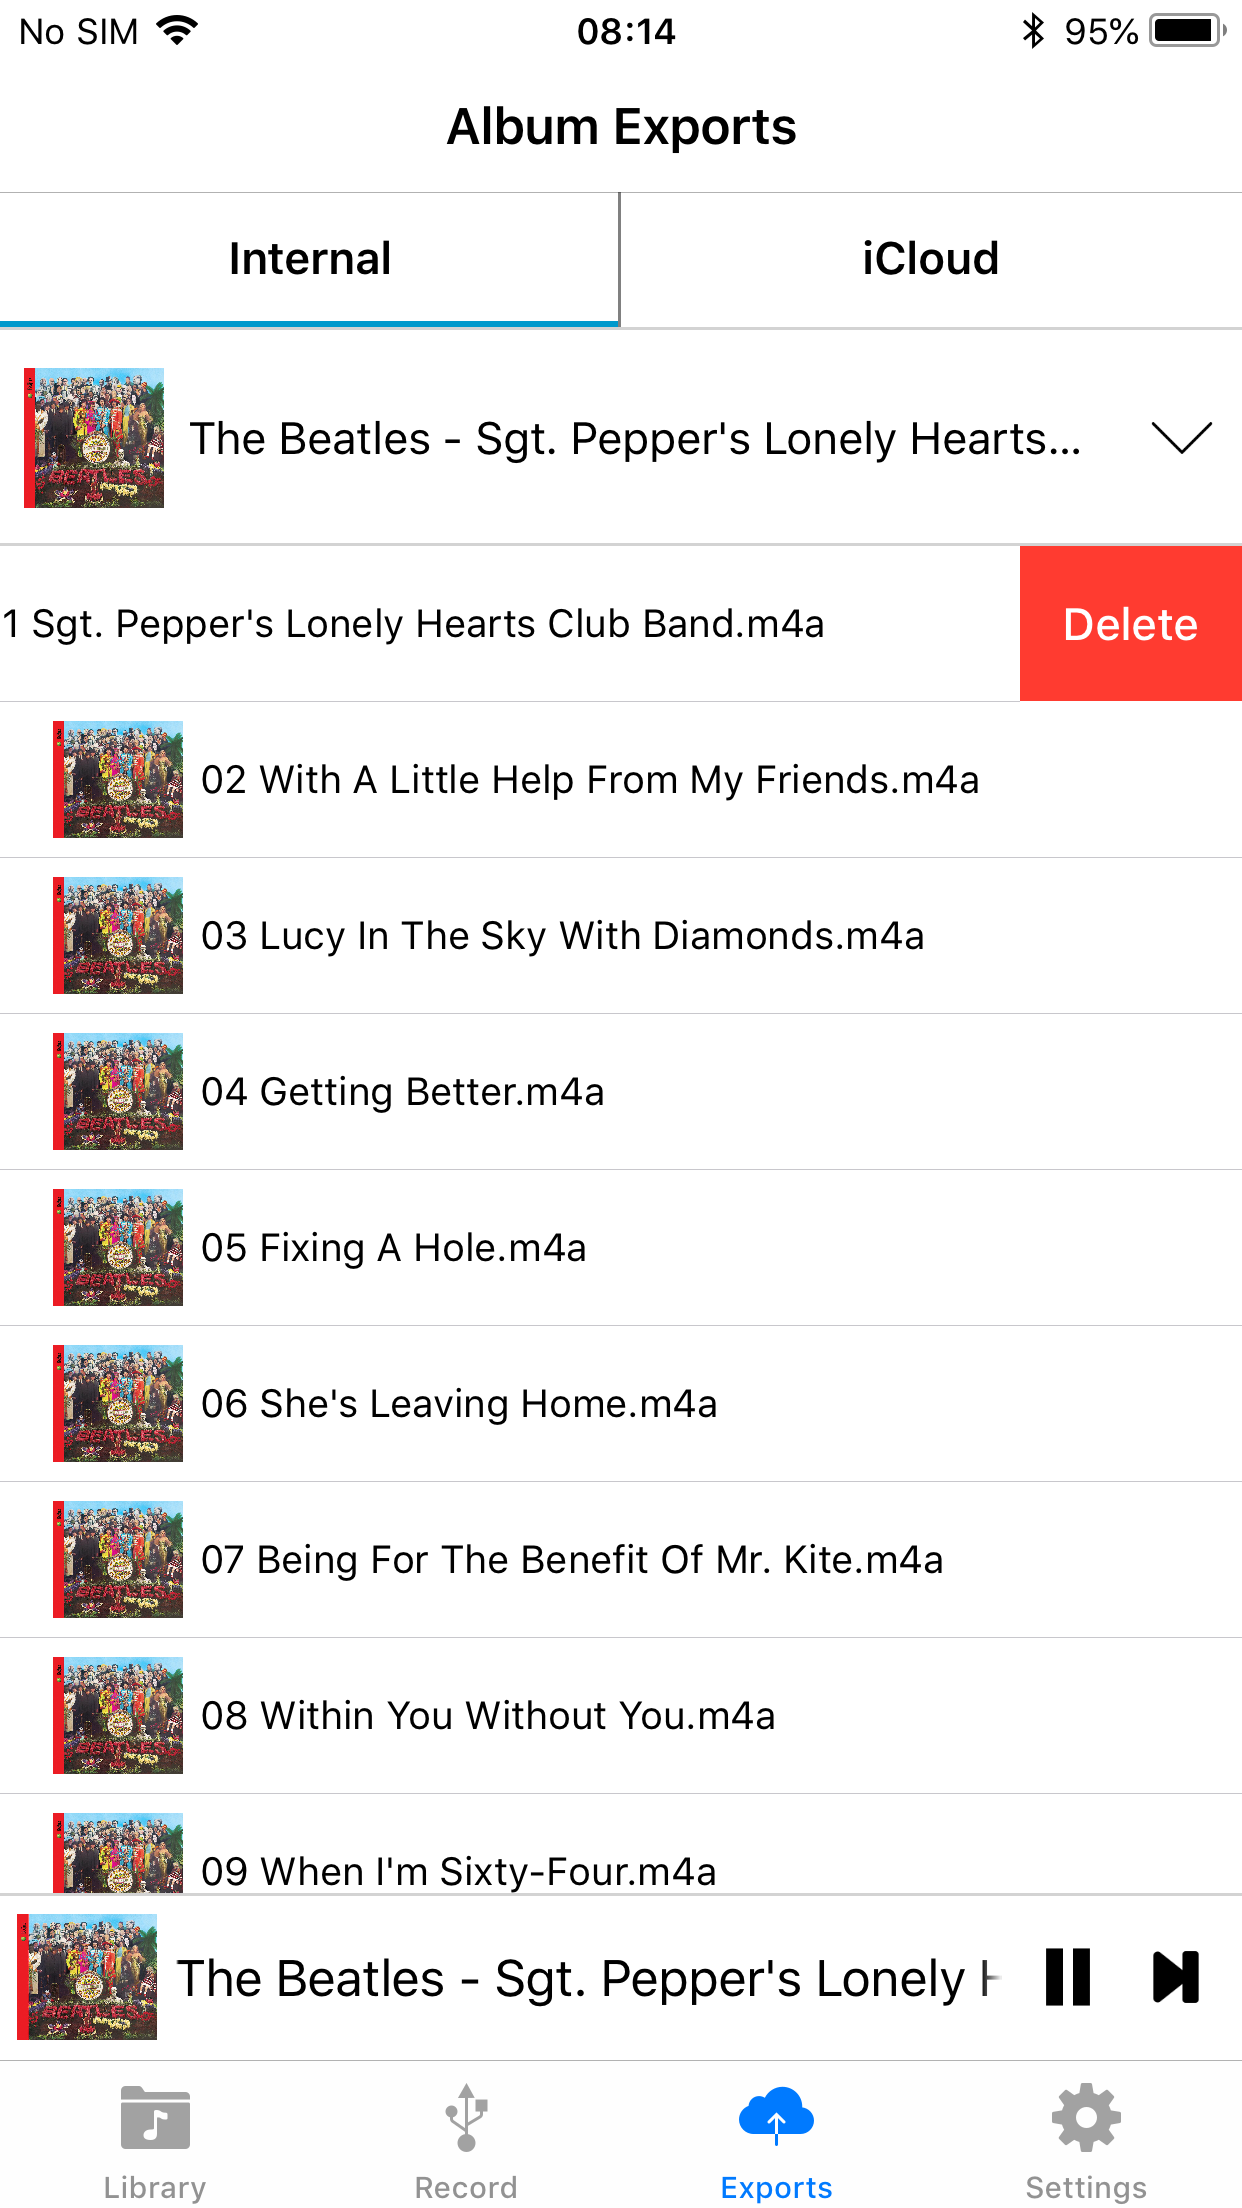 No SIM 08:14 95%
Album Exports
Internal iCloud
The Beatles - Sgt. Pepper's Lonely Hearts...
1 Sgt. Pepper's Lonely Hearts Club Band.m4a Delete
02 With A Little Help From My Friends.m4a
03 Lucy In The Sky With Diamonds.m4a
04 Getting Better.m4a
05 Fixing A Hole.m4a
06 She's Leaving Home.m4a
07 Being For The Benefit Of Mr. Kite.m4a
08 Within You Without You.m4a
09 When I'm Sixty-Four.m4a
The Beatles - Sgt. Pepper's Lonely
Library Record Exports Settings